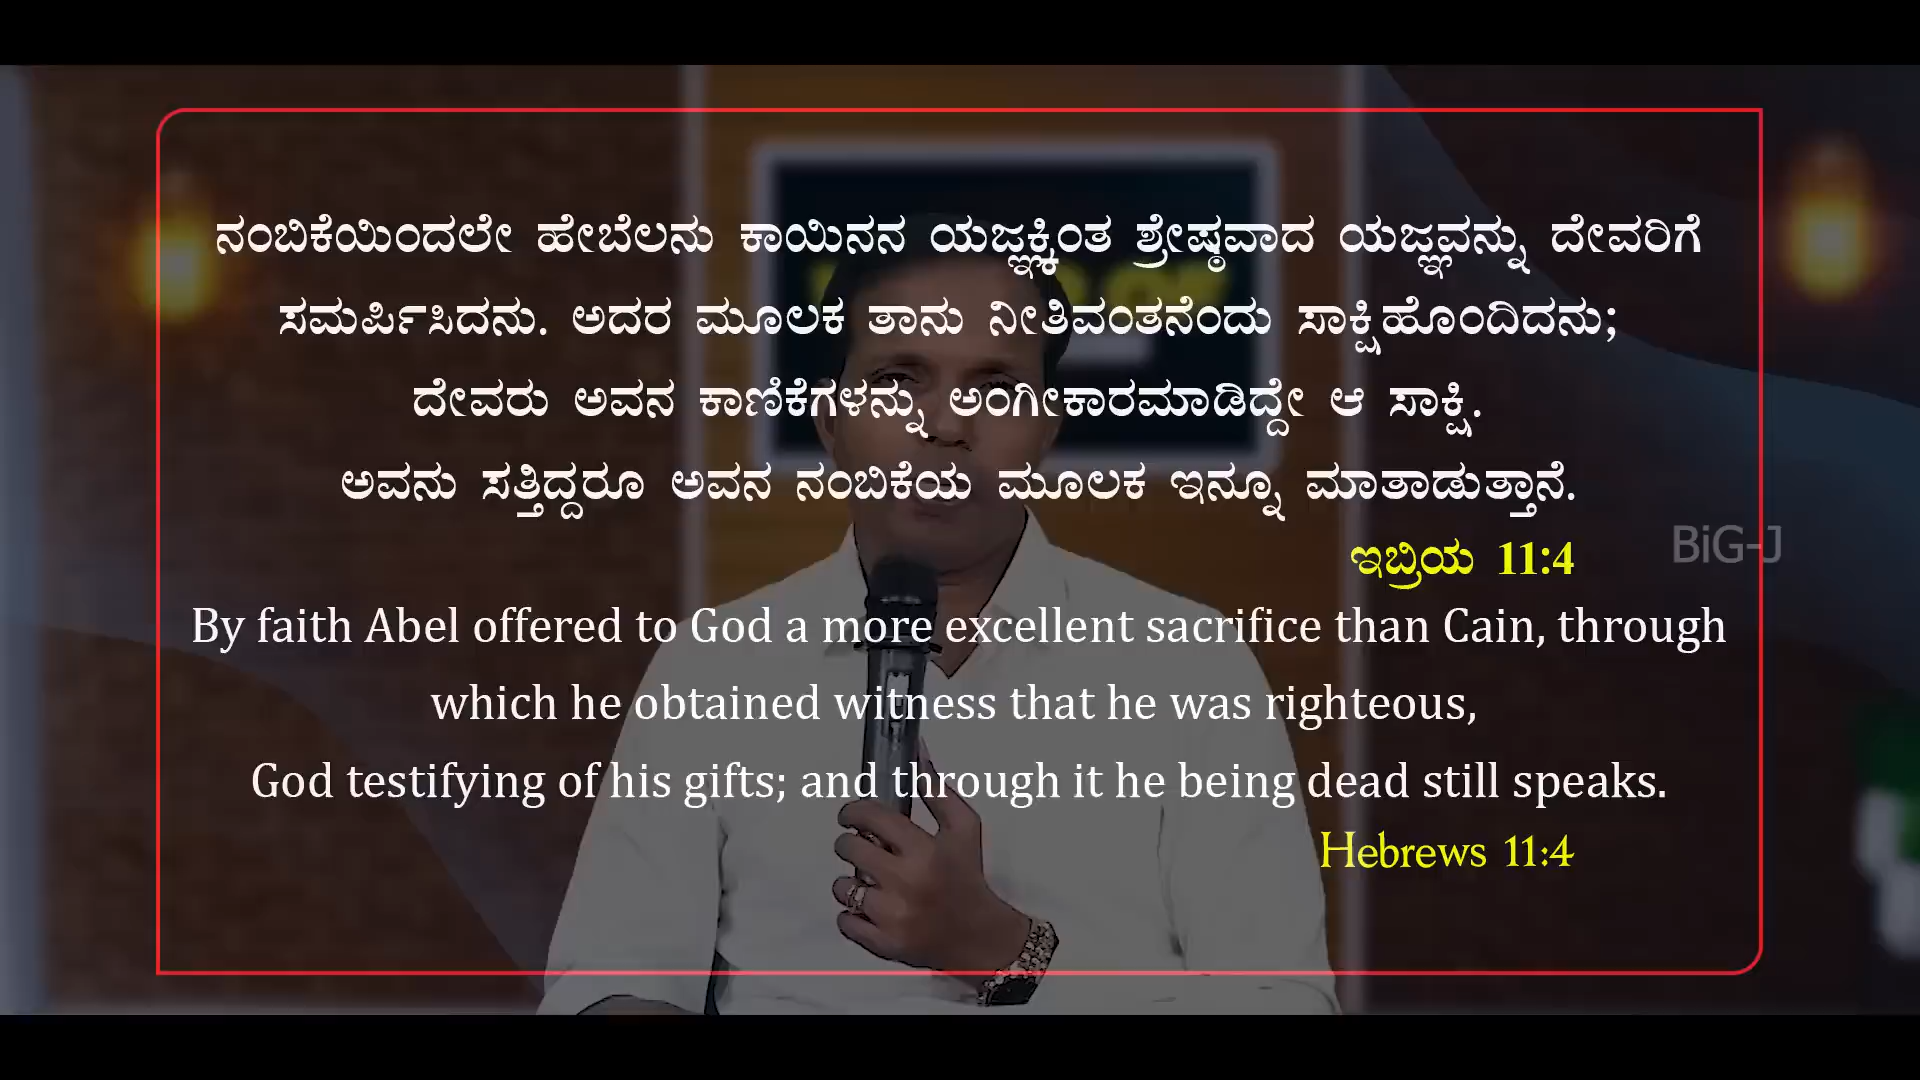 ನಂಬಿಕೆಯಿಂದಲೇ ಹೇಬೆಲನು ಕಾಯಿನನ ಯಜ್ಞಕ್ಕಿಂತ ಶ್ರೇಷ್ಠವಾದ ಯಜ್ಞವನ್ನು ದೇವರಿಗೆ
ಸಮರ್ಪಿಸಿದನು. ಅದರ ಮೂಲಕ ತಾನು ನೀತಿವಂತನೆಂದು ಸಾಕ್ಷಿಹೊಂದಿದನು;
ದೇವರು ಅವನ ಕಾಣಿಕೆಗಳನ್ನು ಅಂಗೀಕಾರಮಾಡಿದ್ದೇ ಆ ಸಾಕ್ಷಿ.
ಅವನು ಸತ್ತಿದ್ದರೂ ಅವನ ನಂಬಿಕೆಯ ಮೂಲಕ ಇನ್ನೂ ಮಾತಾಡುತ್ತಾನೆ.
ಇಬ್ರಿಯ 11:4
BiG-J
By faith Abel offered to God a more excellent sacrifice than Cain, through
which he obtained witness that he was righteous,
God testifying of his gifts; and through it he being dead still speaks.
Hebrews 11:4